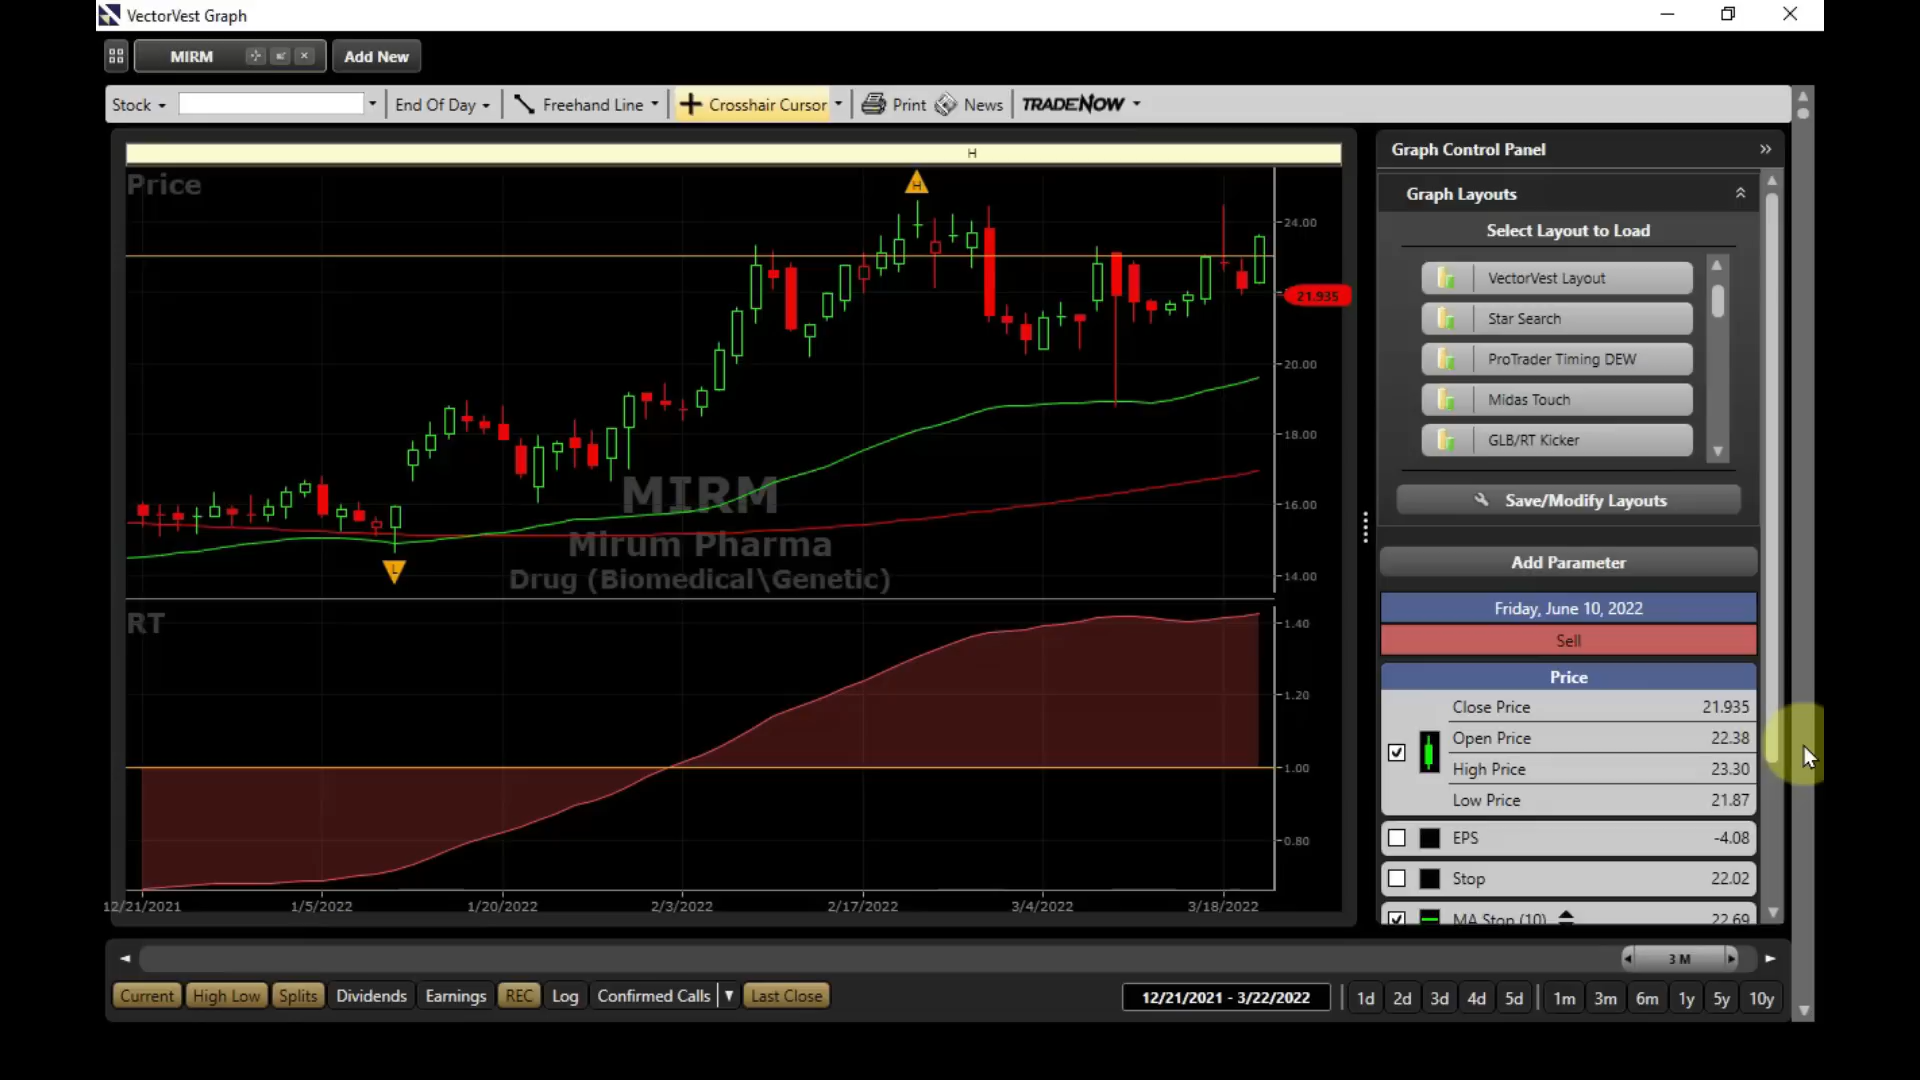 VectorVest Graph
MIRM
Add New
Stock
End Of Day
Freehand Line
Crosshair Cursor
Print
News
TRADENOW
H
Price
H
24.00
21.935
20.00
18.00
16.00
14.00
L
MIRM
Mirum Pharma
Drug (Biomedical\Genetic)
RT
1.40
1.20
1.00
0.80
12/21/2021
1/5/2022
1/20/2022
2/3/2022
2/17/2022
3/4/2022
3/18/2022
Graph Control Panel
Graph Layouts
Select Layout to Load
VectorVest Layout
Star Search
ProTrader Timing DEW
Midas Touch
GLB/RT Kicker
Save/Modify Layouts
Add Parameter
Friday, June 10, 2022
Sell
Price
Close Price 21.935
Open Price 22.38
High Price 23.30
Low Price 21.87
EPS -4.08
Stop 22.02
MA Stop (10) 22.69
3 M
Current
High Low
Splits
Dividends
Earnings
REC
Log
Confirmed Calls
Last Close
12/21/2021 - 3/22/2022
1d 2d 3d 4d 5d 1m 3m 6m 1y 5y 10y